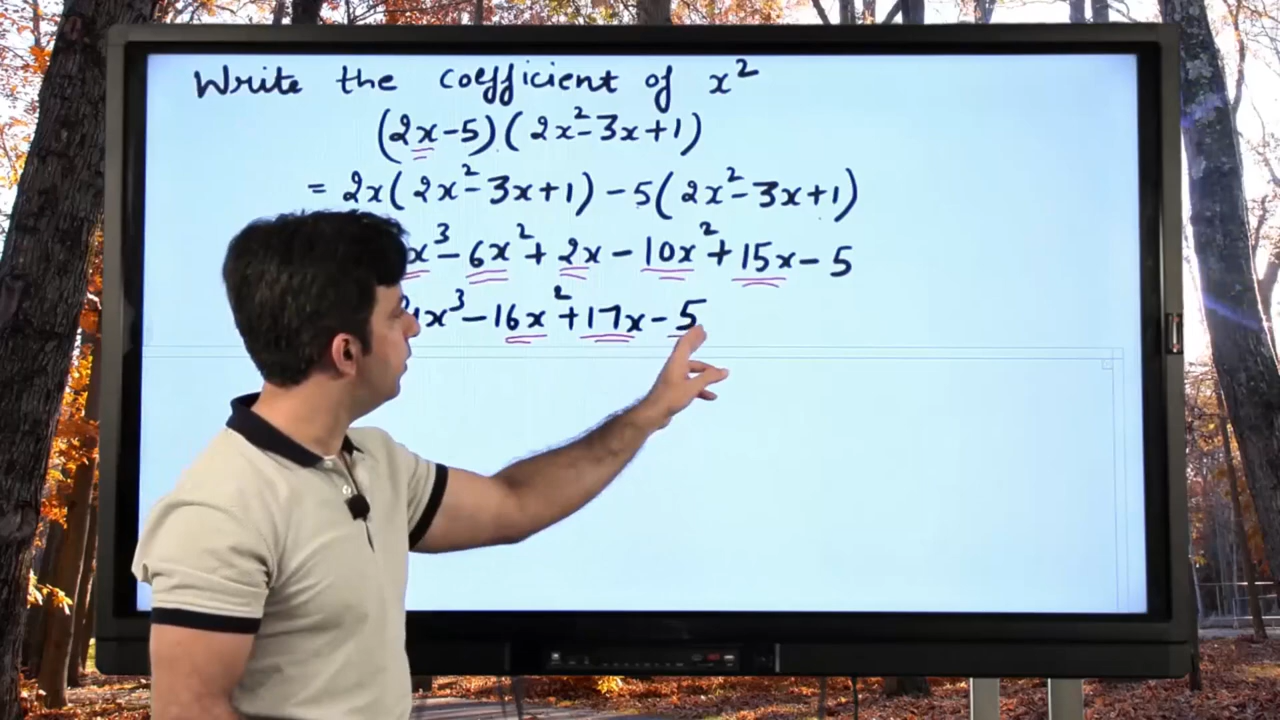 Write the coefficient of x²
(2x-5)(2x²-3x+1)
= 2x(2x²-3x+1) - 5(2x²-3x+1)
x³ - 6x² + 2x - 10x² + 15x - 5
4x³ - 16x² + 17x - 5